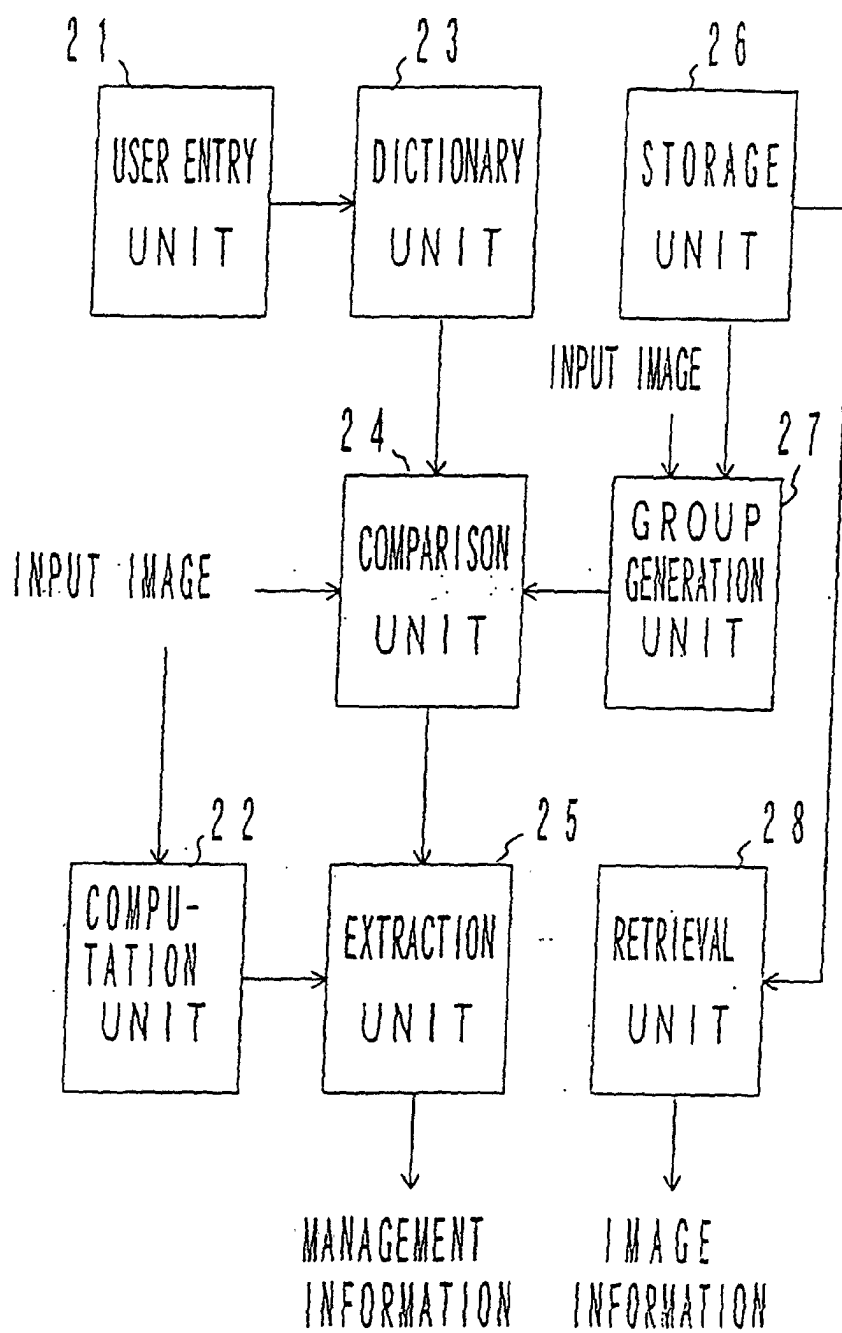 21
23
26
USER ENTRY
UNIT
DICTIONARY
UNIT
STORAGE
UNIT
INPUT IMAGE
24
27
COMPARISON
UNIT
GROUP
GENERATION
UNIT
INPUT IMAGE
22
25
28
COMPU-
TATION
UNIT
EXTRACTION
UNIT
RETRIEVAL
UNIT
MANAGEMENT
INFORMATION
IMAGE
INFORMATION